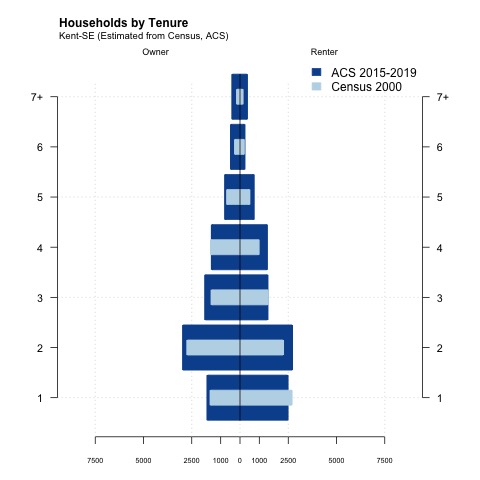 Households by Tenure
Kent-SE (Estimated from Census, ACS)
Owner Renter
ACS 2015-2019
Census 2000
7+ 7+
6 6
5 5
4 4
3 3
2 2
1 1
7500 5000 2500 1000 0 1000 2500 5000 7500